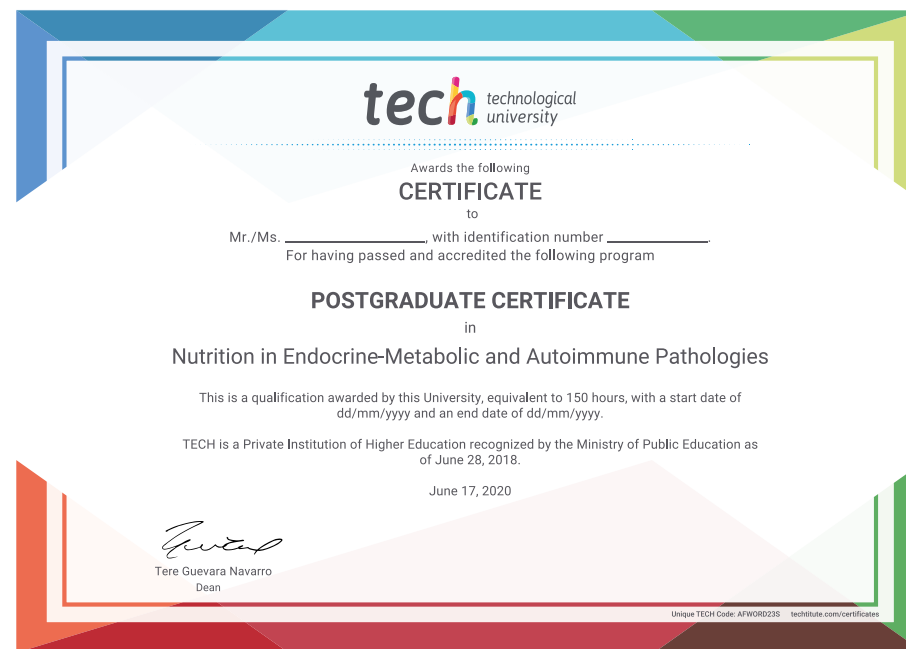 tech technological
university
Awards the following
CERTIFICATE
to
Mr./Ms. ____________________, with identification number ______________.
For having passed and accredited the following program
POSTGRADUATE CERTIFICATE
in
Nutrition in Endocrine-Metabolic and Autoimmune Pathologies
This is a qualification awarded by this University, equivalent to 150 hours, with a start date of
dd/mm/yyyy and an end date of dd/mm/yyyy.
TECH is a Private Institution of Higher Education recognized by the Ministry of Public Education as
of June 28, 2018.
June 17, 2020
Tere Guevara Navarro
Dean
Unique TECH Code: AFWORD23S techtitute.com/certificates